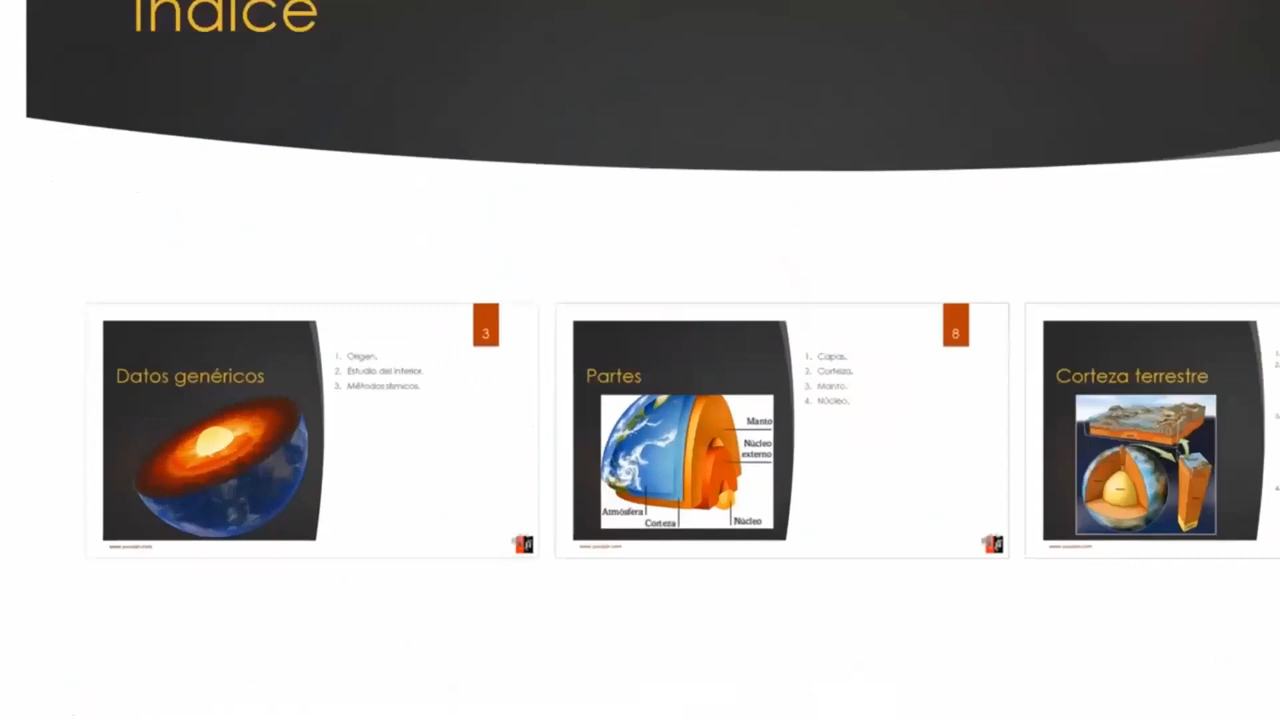 Índice
3
Datos genéricos
1. Origen.
2. Estudio del interior.
3. Métodos sísmicos.
8
Partes
1. Capas.
2. Corteza.
3. Manto.
4. Núcleo.
Manto
Núcleo
externo
Atmósfera
Corteza
Núcleo
Corteza terrestre